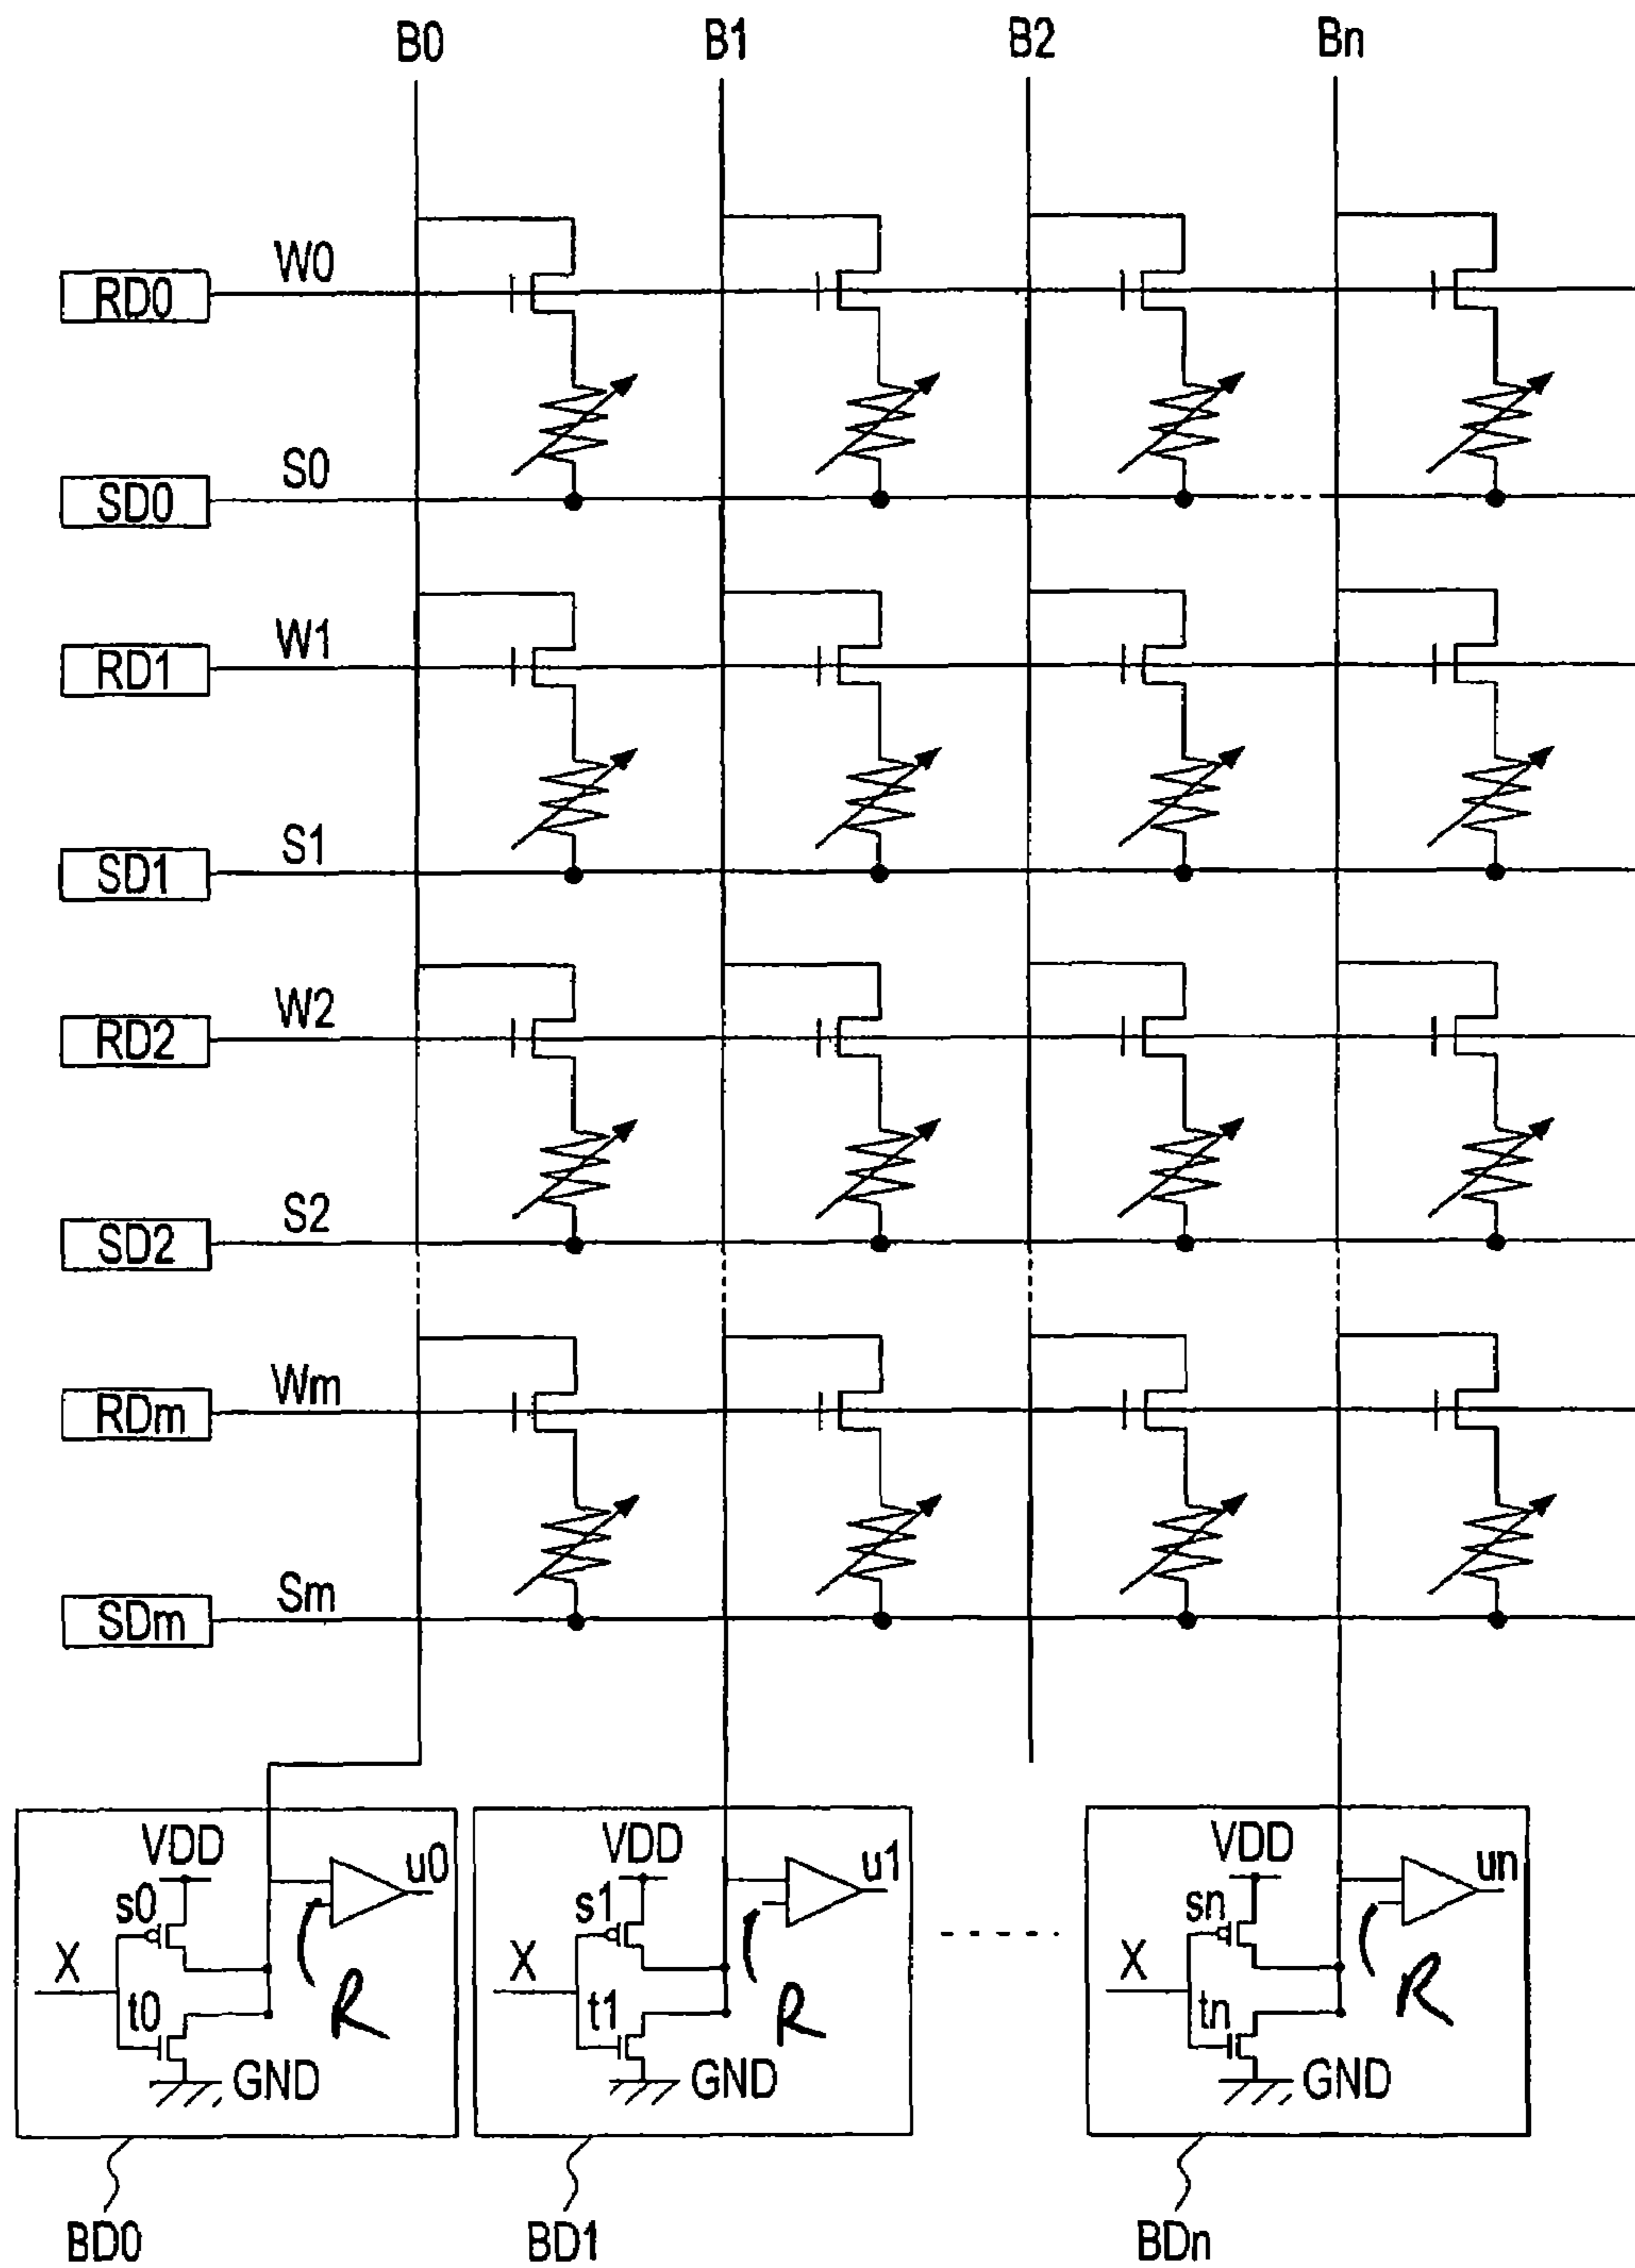 B0 B1 B2 Bn
W0
RD0
S0
SD0
W1
RD1
S1
SD1
W2
RD2
S2
SD2
Wm
RDm
Sm
SDm
VDD u0 VDD u1 VDD un
s0 s1 sn
X X X
t0 R t1 R tn R
GND GND GND
BD0 BD1 BDn